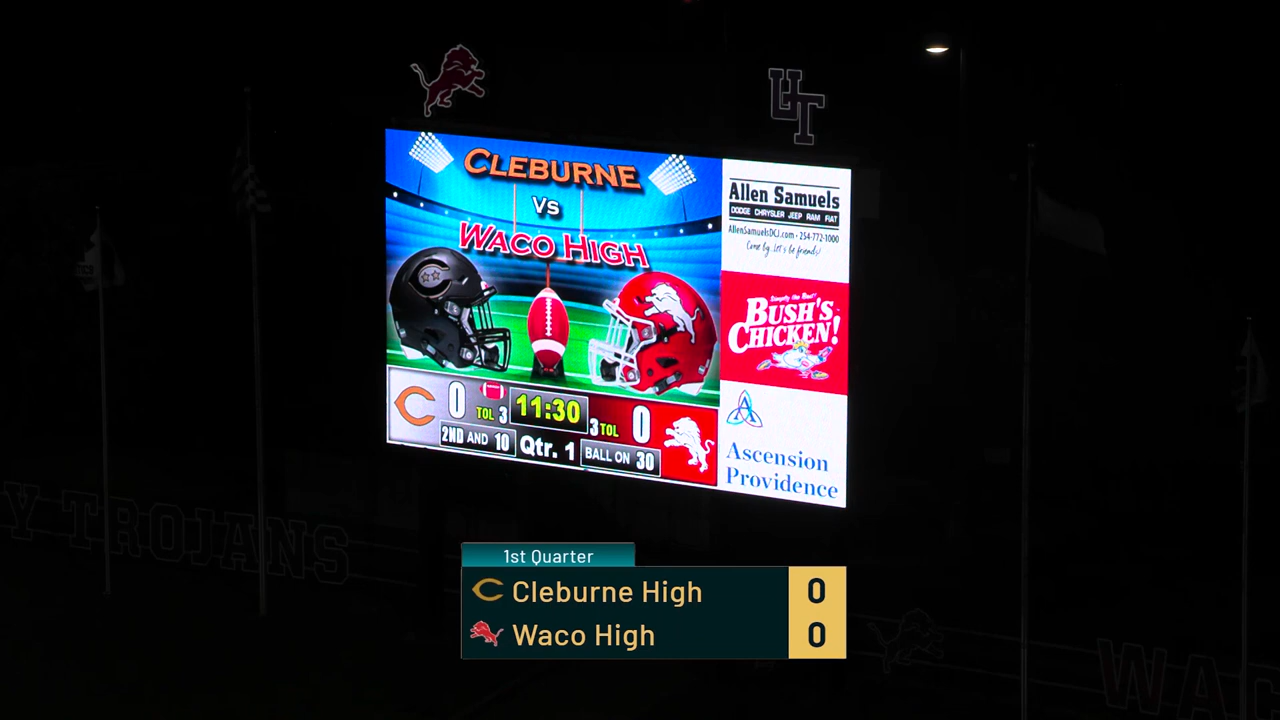 UT
CLEBURNE
VS
WACO HIGH
Allen Samuels
DODGE CHRYSLER JEEP RAM FIAT
AllenSamuelsDCJ.com • 254-772-1000
Come by, let's be friends!
Simply the Best!
BUSH'S
CHICKEN!
Ascension
Providence
C
0 TOL 3 11:30 3 TOL 0
2ND AND 10 Qtr. 1 BALL ON 30
Y TROJANS
WAC
1st Quarter
Cleburne High 0
Waco High 0